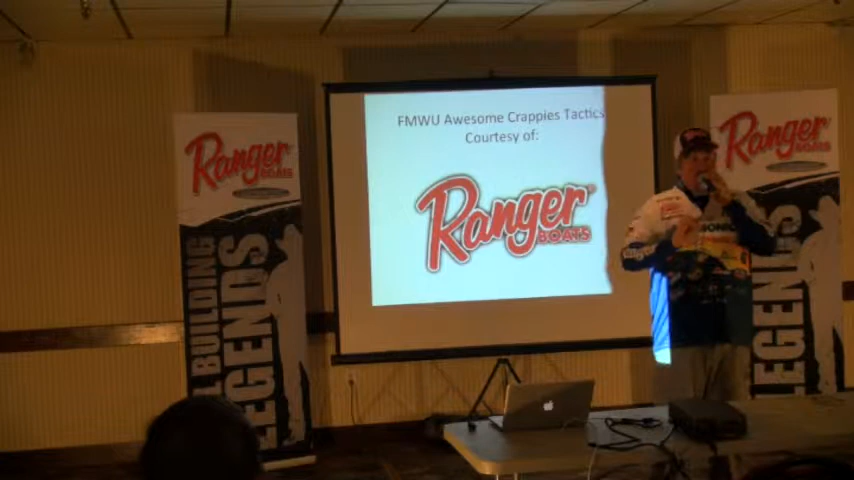 FMWU Awesome Crappies Tactics
Courtesy of:
Ranger®
BOATS
Ranger
BOATS
BUILDING
LEGENDS
Ranger
BOATS
LEGENDS